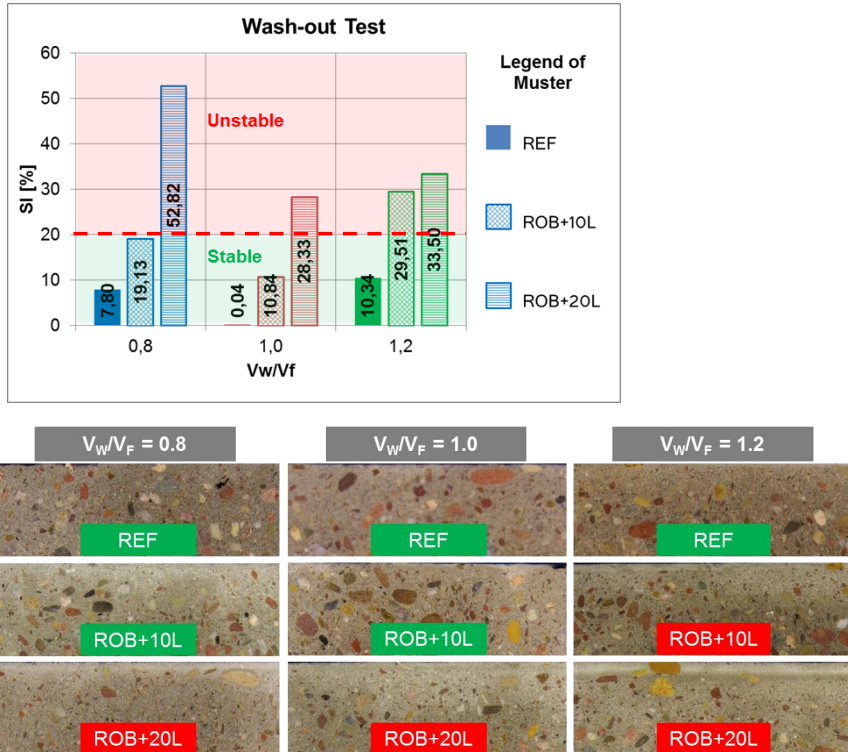 Wash-out Test
60
50
40
30
20
10
0
SI [%]
Unstable
Stable
7,80
19,13
52,82
0,04
10,84
28,33
10,34
29,51
33,50
0,8
1,0
1,2
Vw/Vf
Legend of
Muster
REF
ROB+10L
ROB+20L
VW/VF = 0.8
VW/VF = 1.0
VW/VF = 1.2
REF
REF
REF
ROB+10L
ROB+10L
ROB+10L
ROB+20L
ROB+20L
ROB+20L